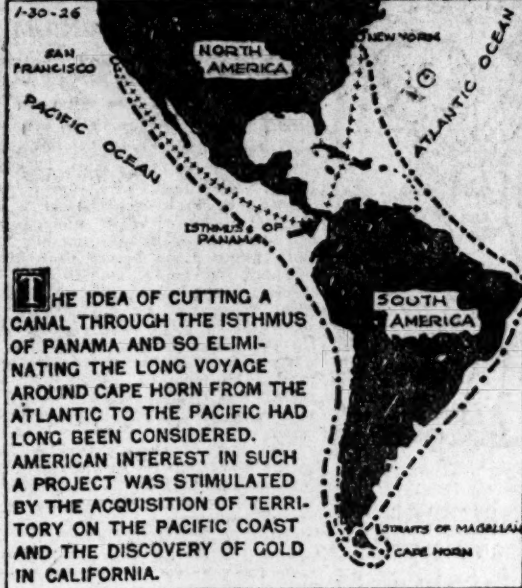 1-30-26
SAN
FRANCISCO
NORTH
AMERICA
NEW YORK
PACIFIC OCEAN
ATLANTIC OCEAN
ISTHMUS OF
PANAMA
SOUTH
AMERICA
THE IDEA OF CUTTING A
CANAL THROUGH THE ISTHMUS
OF PANAMA AND SO ELIMI-
NATING THE LONG VOYAGE
AROUND CAPE HORN FROM THE
ATLANTIC TO THE PACIFIC HAD
LONG BEEN CONSIDERED.
AMERICAN INTEREST IN SUCH
A PROJECT WAS STIMULATED
BY THE ACQUISITION OF TERRI-
TORY ON THE PACIFIC COAST
AND THE DISCOVERY OF GOLD
IN CALIFORNIA.
STRAITS OF MAGELLAN
CAPE HORN